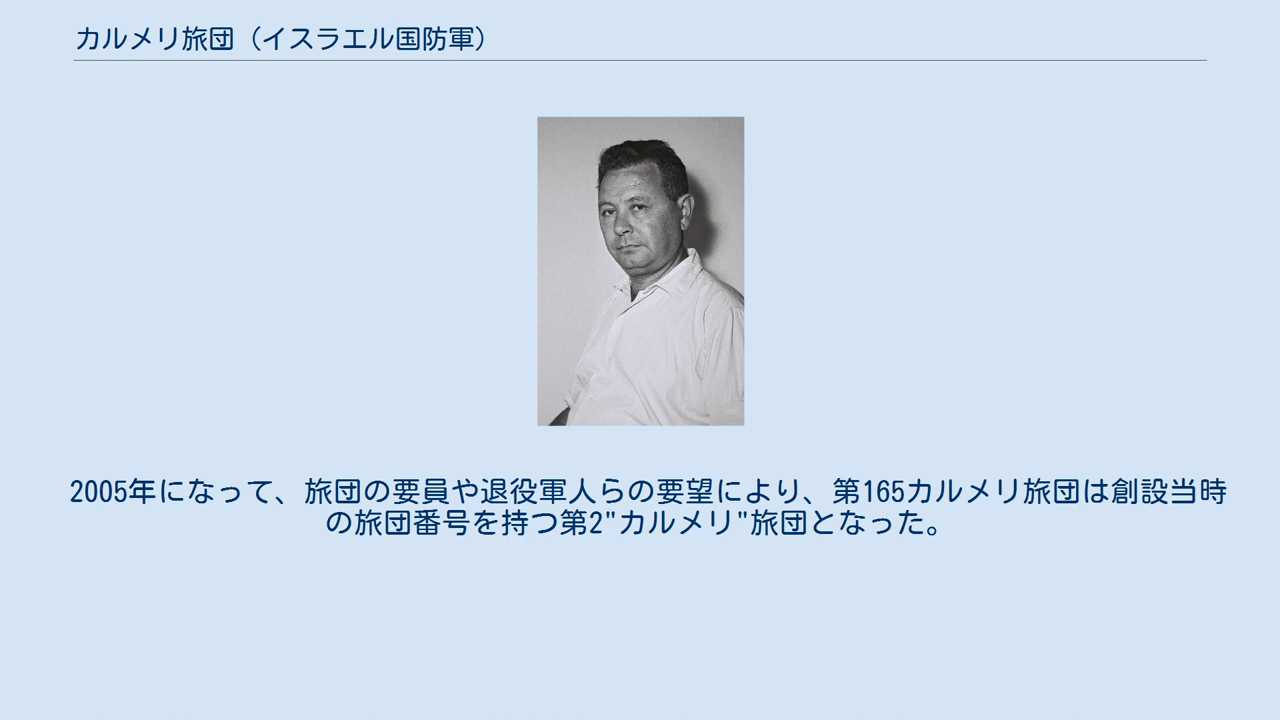 カルメリ旅団（イスラエル国防軍）
2005年になって、旅団の要員や退役軍人らの要望により、第165カルメリ旅団は創設当時
の旅団番号を持つ第2"カルメリ"旅団となった。